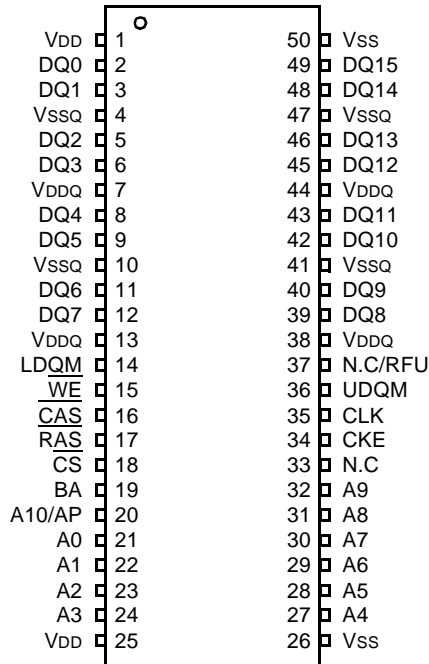 VDD 1 50 VSS
DQ0 2 49 DQ15
DQ1 3 48 DQ14
VSSQ 4 47 VSSQ
DQ2 5 46 DQ13
DQ3 6 45 DQ12
VDDQ 7 44 VDDQ
DQ4 8 43 DQ11
DQ5 9 42 DQ10
VSSQ 10 41 VSSQ
DQ6 11 40 DQ9
DQ7 12 39 DQ8
VDDQ 13 38 VDDQ
LDQM 14 37 N.C/RFU
WE 15 36 UDQM
CAS 16 35 CLK
RAS 17 34 CKE
CS 18 33 N.C
BA 19 32 A9
A10/AP 20 31 A8
A0 21 30 A7
A1 22 29 A6
A2 23 28 A5
A3 24 27 A4
VDD 25 26 VSS